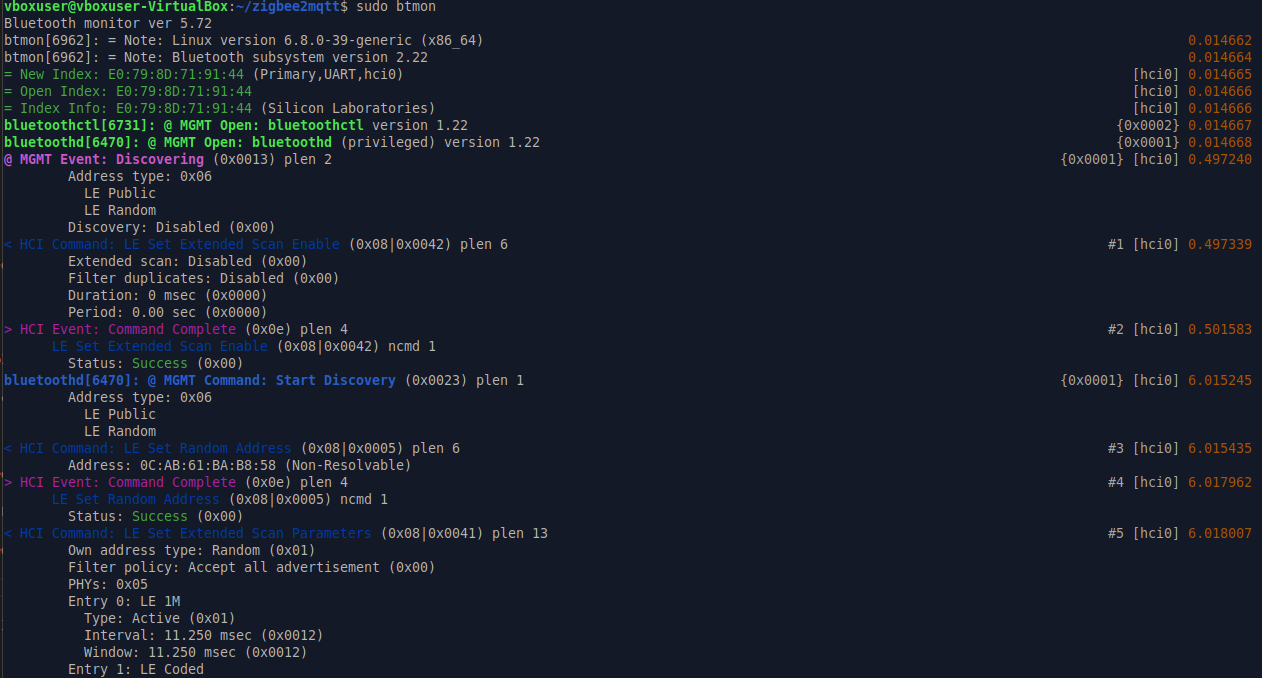 vboxuser@vboxuser-VirtualBox:~/zigbee2mqtt$ sudo btmon
Bluetooth monitor ver 5.72
btmon[6962]: = Note: Linux version 6.8.0-39-generic (x86_64) 0.014662
btmon[6962]: = Note: Bluetooth subsystem version 2.22 0.014664
= New Index: E0:79:8D:71:91:44 (Primary,UART,hci0) [hci0] 0.014665
= Open Index: E0:79:8D:71:91:44 [hci0] 0.014666
= Index Info: E0:79:8D:71:91:44 (Silicon Laboratories) [hci0] 0.014666
bluetoothctl[6731]: @ MGMT Open: bluetoothctl version 1.22 {0x0002} 0.014667
bluetoothd[6470]: @ MGMT Open: bluetoothd (privileged) version 1.22 {0x0001} 0.014668
@ MGMT Event: Discovering (0x0013) plen 2 {0x0001} [hci0] 0.497240
Address type: 0x06
LE Public
LE Random
Discovery: Disabled (0x00)
< HCI Command: LE Set Extended Scan Enable (0x08|0x0042) plen 6 #1 [hci0] 0.497339
Extended scan: Disabled (0x00)
Filter duplicates: Disabled (0x00)
Duration: 0 msec (0x0000)
Period: 0.00 sec (0x0000)
> HCI Event: Command Complete (0x0e) plen 4 #2 [hci0] 0.501583
LE Set Extended Scan Enable (0x08|0x0042) ncmd 1
Status: Success (0x00)
bluetoothd[6470]: @ MGMT Command: Start Discovery (0x0023) plen 1 {0x0001} [hci0] 6.015245
Address type: 0x06
LE Public
LE Random
< HCI Command: LE Set Random Address (0x08|0x0005) plen 6 #3 [hci0] 6.015435
Address: 0C:AB:61:BA:B8:58 (Non-Resolvable)
> HCI Event: Command Complete (0x0e) plen 4 #4 [hci0] 6.017962
LE Set Random Address (0x08|0x0005) ncmd 1
Status: Success (0x00)
< HCI Command: LE Set Extended Scan Parameters (0x08|0x0041) plen 13 #5 [hci0] 6.018007
Own address type: Random (0x01)
Filter policy: Accept all advertisement (0x00)
PHYs: 0x05
Entry 0: LE 1M
Type: Active (0x01)
Interval: 11.250 msec (0x0012)
Window: 11.250 msec (0x0012)
Entry 1: LE Coded